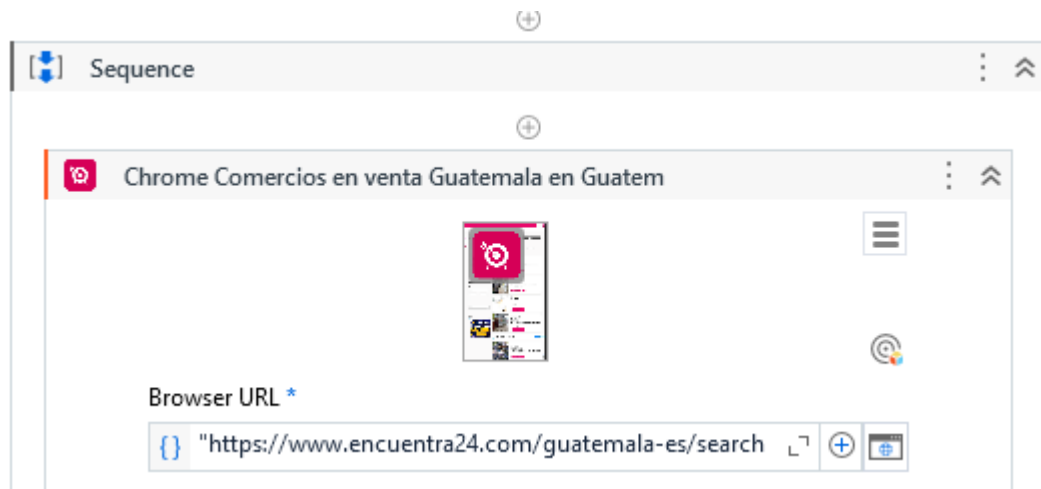 Sequence
Chrome Comercios en venta Guatemala en Guatem
Browser URL *
{} "https://www.encuentra24.com/guatemala-es/search